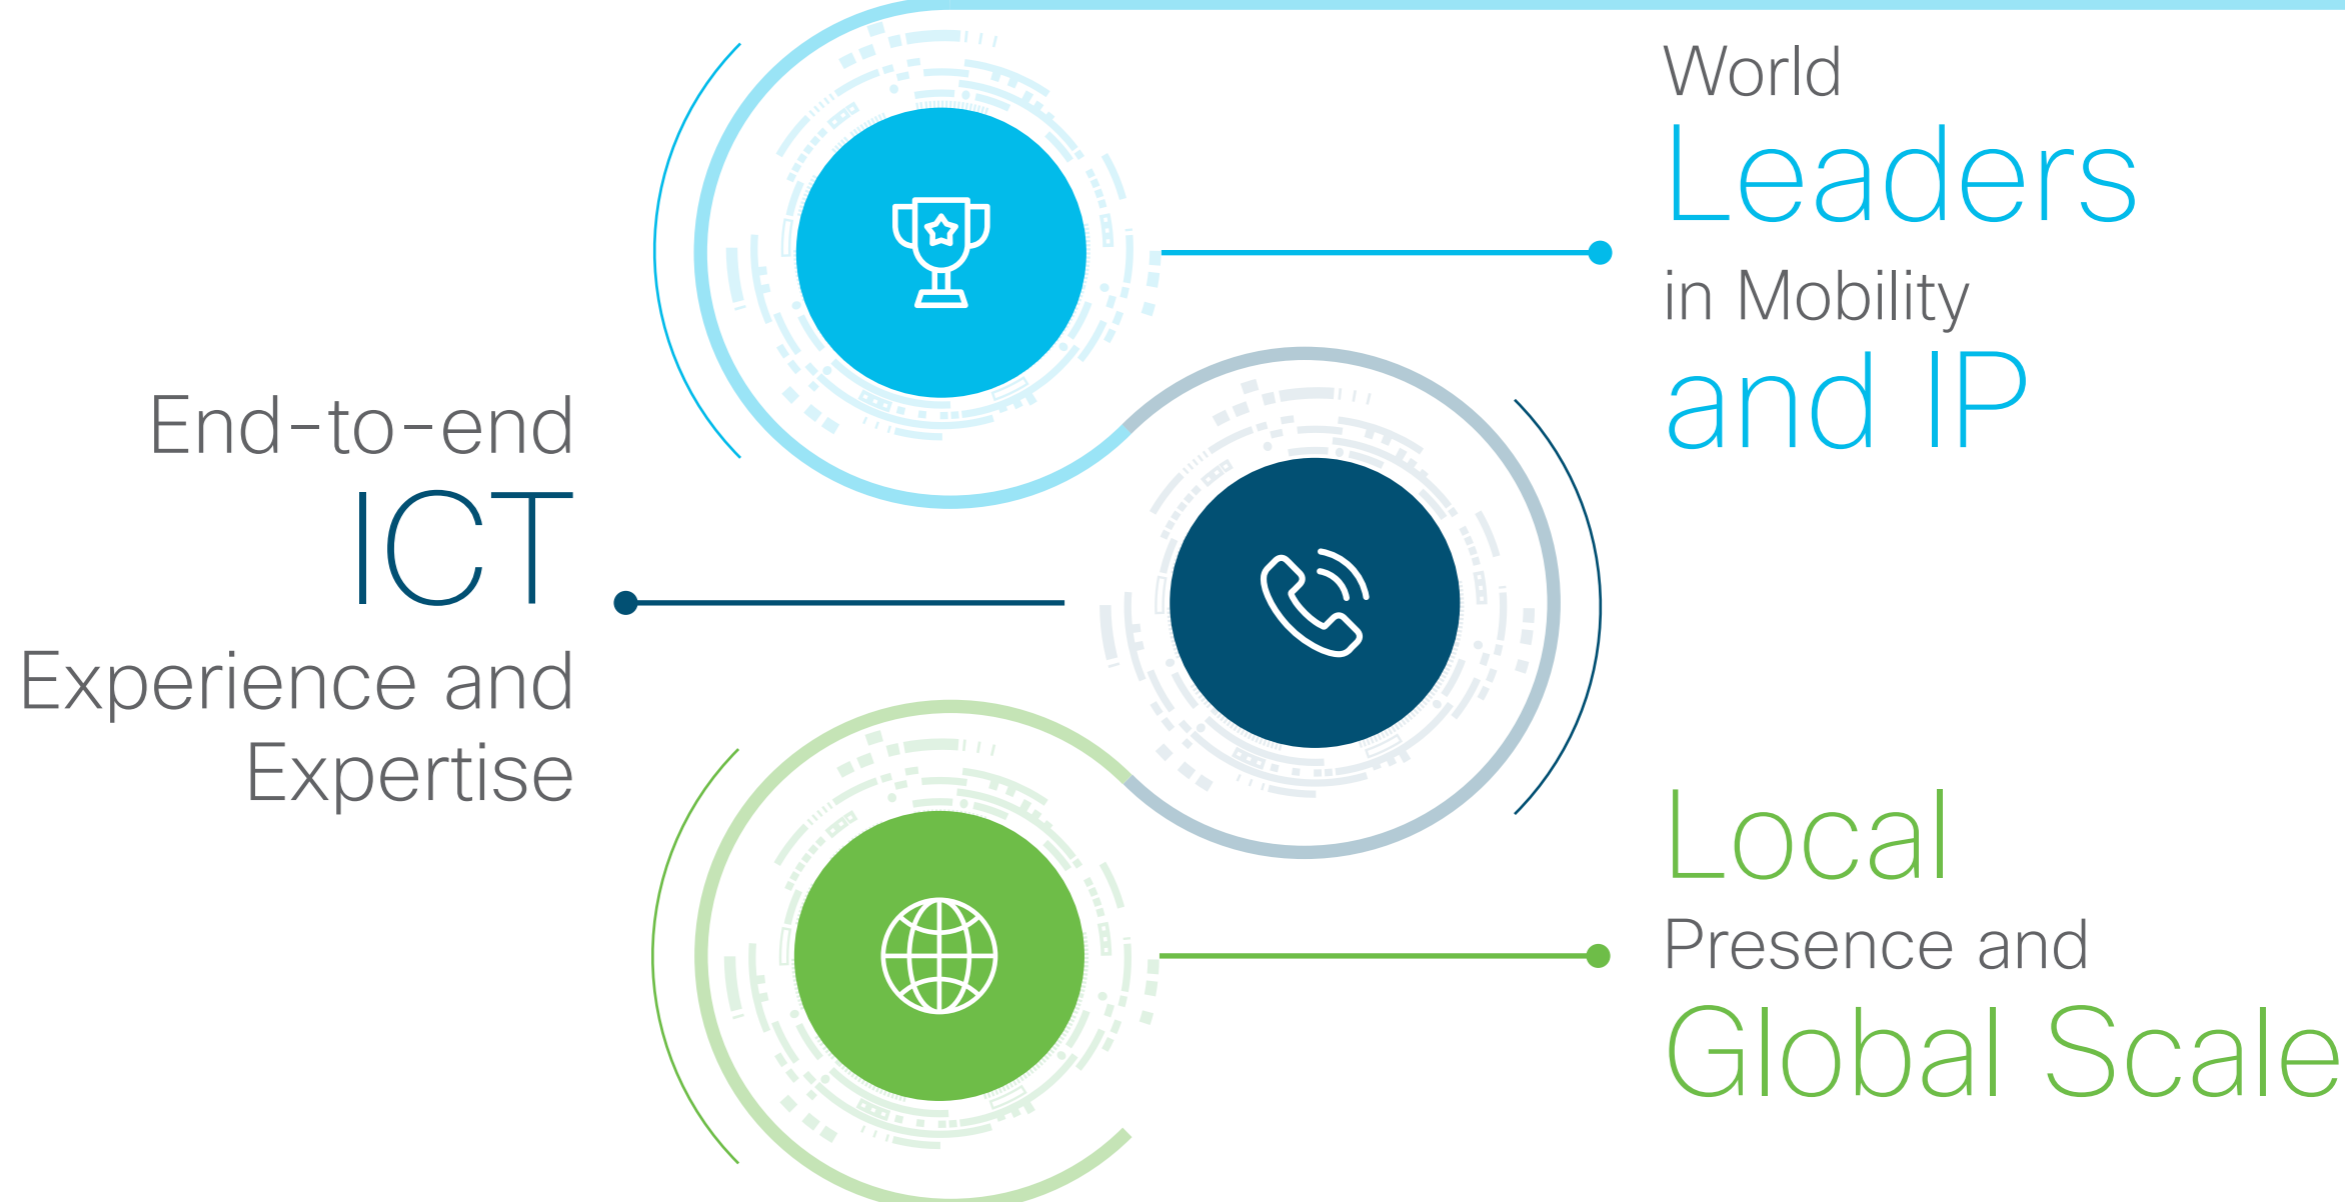 World
Leaders
in Mobility
and IP
End-to-end
ICT
Experience and
Expertise
Local
Presence and
Global Scale